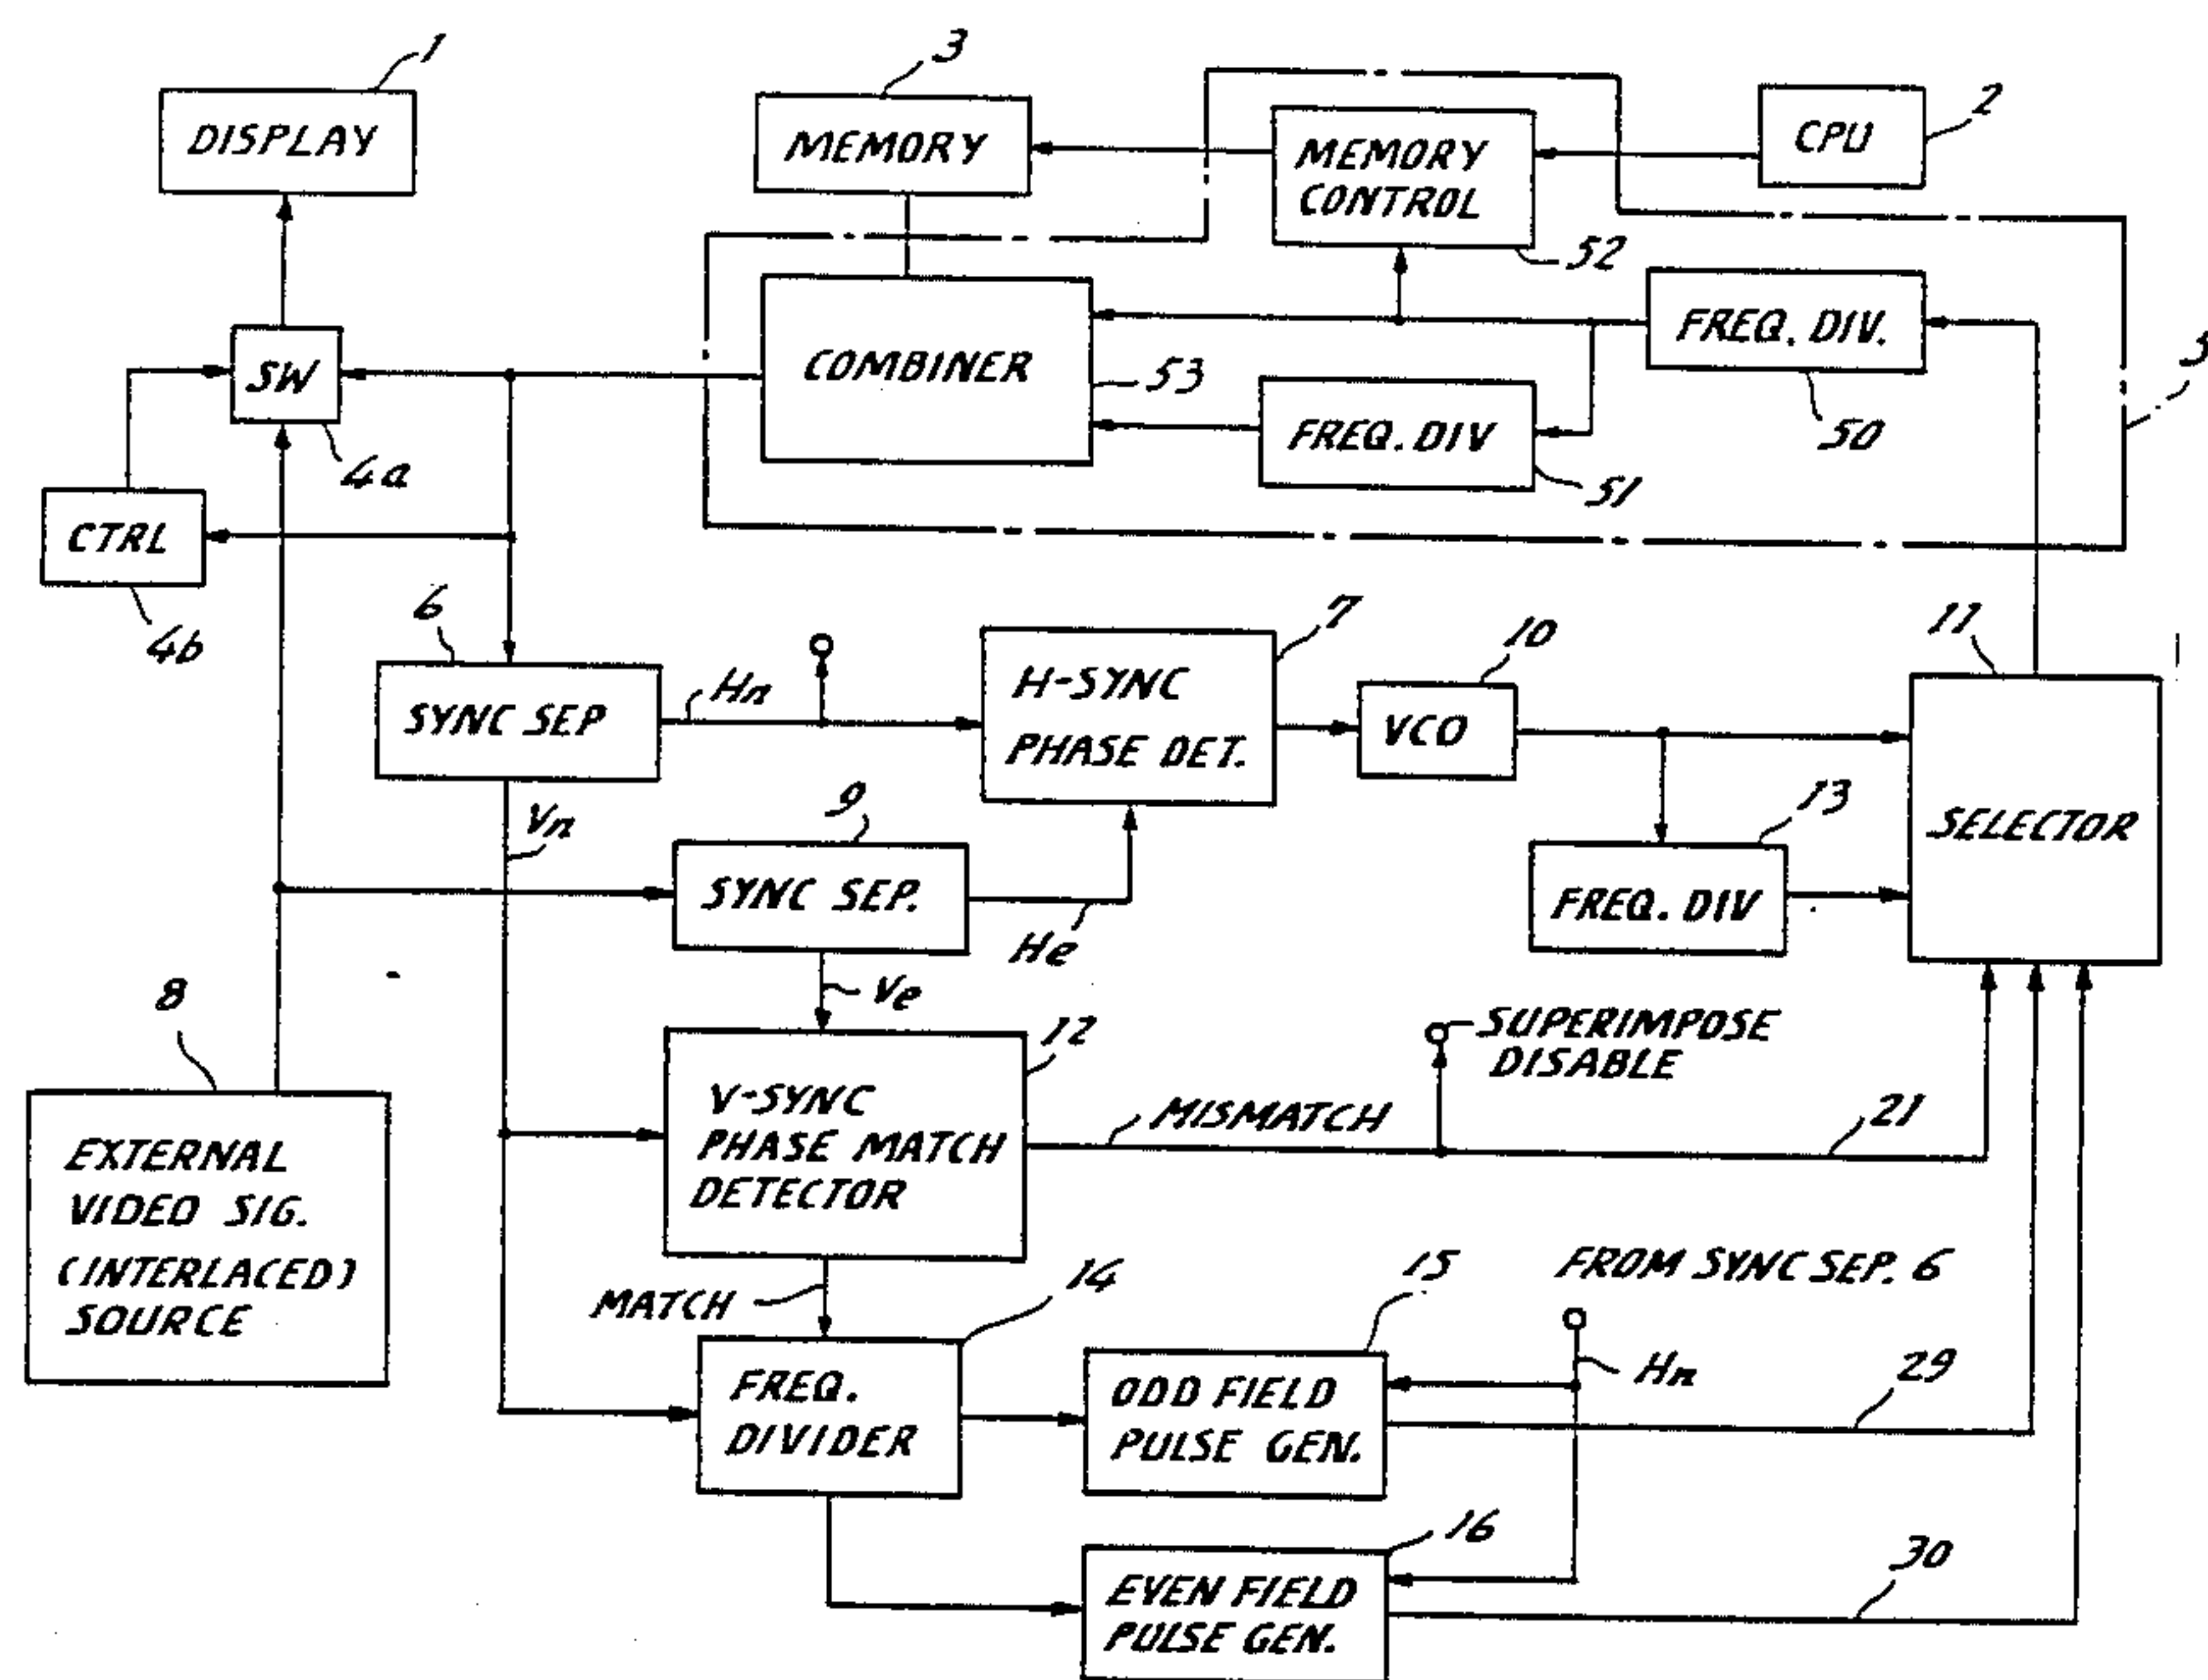 1
DISPLAY
3
MEMORY
MEMORY
CONTROL
52
CPU
2
SW
4a
CTRL
4b
COMBINER
53
FREQ. DIV.
50
FREQ. DIV
51
6
SYNC SEP
Hn
Vn
H-SYNC
PHASE DET.
7
10
VCO
11
SELECTOR
13
FREQ. DIV
9
SYNC SEP.
He
Ve
8
EXTERNAL
VIDEO SIG.
(INTERLACED)
SOURCE
12
V-SYNC
PHASE MATCH
DETECTOR
MISMATCH
SUPERIMPOSE
DISABLE
21
MATCH
14
FREQ.
DIVIDER
15
ODD FIELD
PULSE GEN.
FROM SYNC SEP. 6
Hn
29
16
EVEN FIELD
PULSE GEN.
30